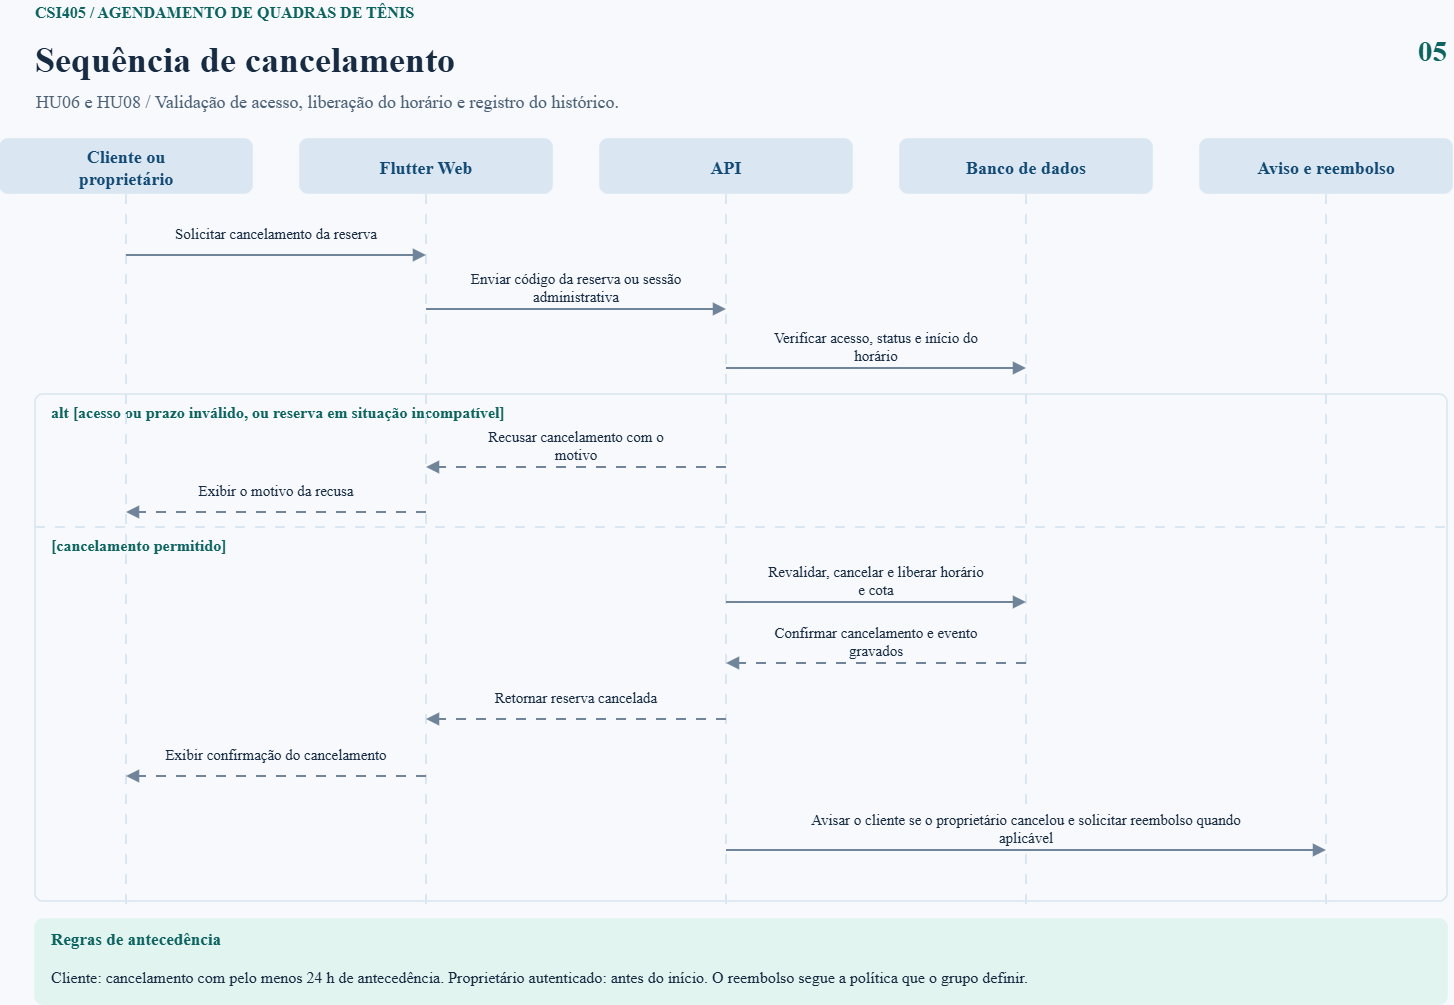 CSI405 / AGENDAMENTO DE QUADRAS DE TÊNIS
Sequência de cancelamento
05
HU06 e HU08 / Validação de acesso, liberação do horário e registro do histórico.
Cliente ou
proprietário
Flutter Web
API
Banco de dados
Aviso e reembolso
Solicitar cancelamento da reserva
Enviar código da reserva ou sessão
administrativa
Verificar acesso, status e início do
horário
alt [acesso ou prazo inválido, ou reserva em situação incompatível]
Recusar cancelamento com o
motivo
Exibir o motivo da recusa
[cancelamento permitido]
Revalidar, cancelar e liberar horário
e cota
Confirmar cancelamento e evento
gravados
Retornar reserva cancelada
Exibir confirmação do cancelamento
Avisar o cliente se o proprietário cancelou e solicitar reembolso quando
aplicável
Regras de antecedência
Cliente: cancelamento com pelo menos 24 h de antecedência. Proprietário autenticado: antes do início. O reembolso segue a política que o grupo definir.